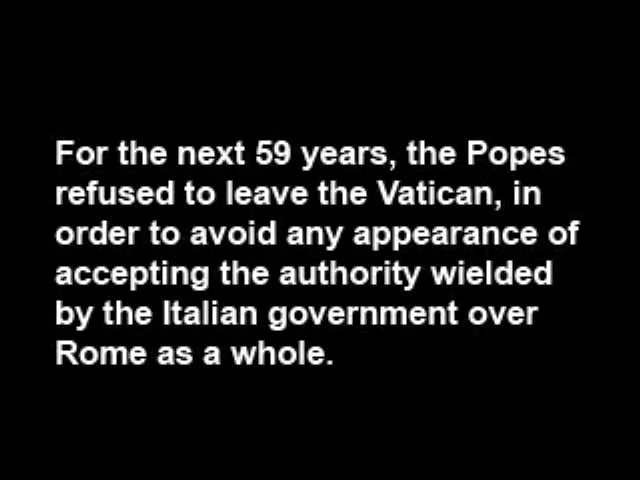 For the next 59 years, the Popes
refused to leave the Vatican, in
order to avoid any appearance of
accepting the authority wielded
by the Italian government over
Rome as a whole.